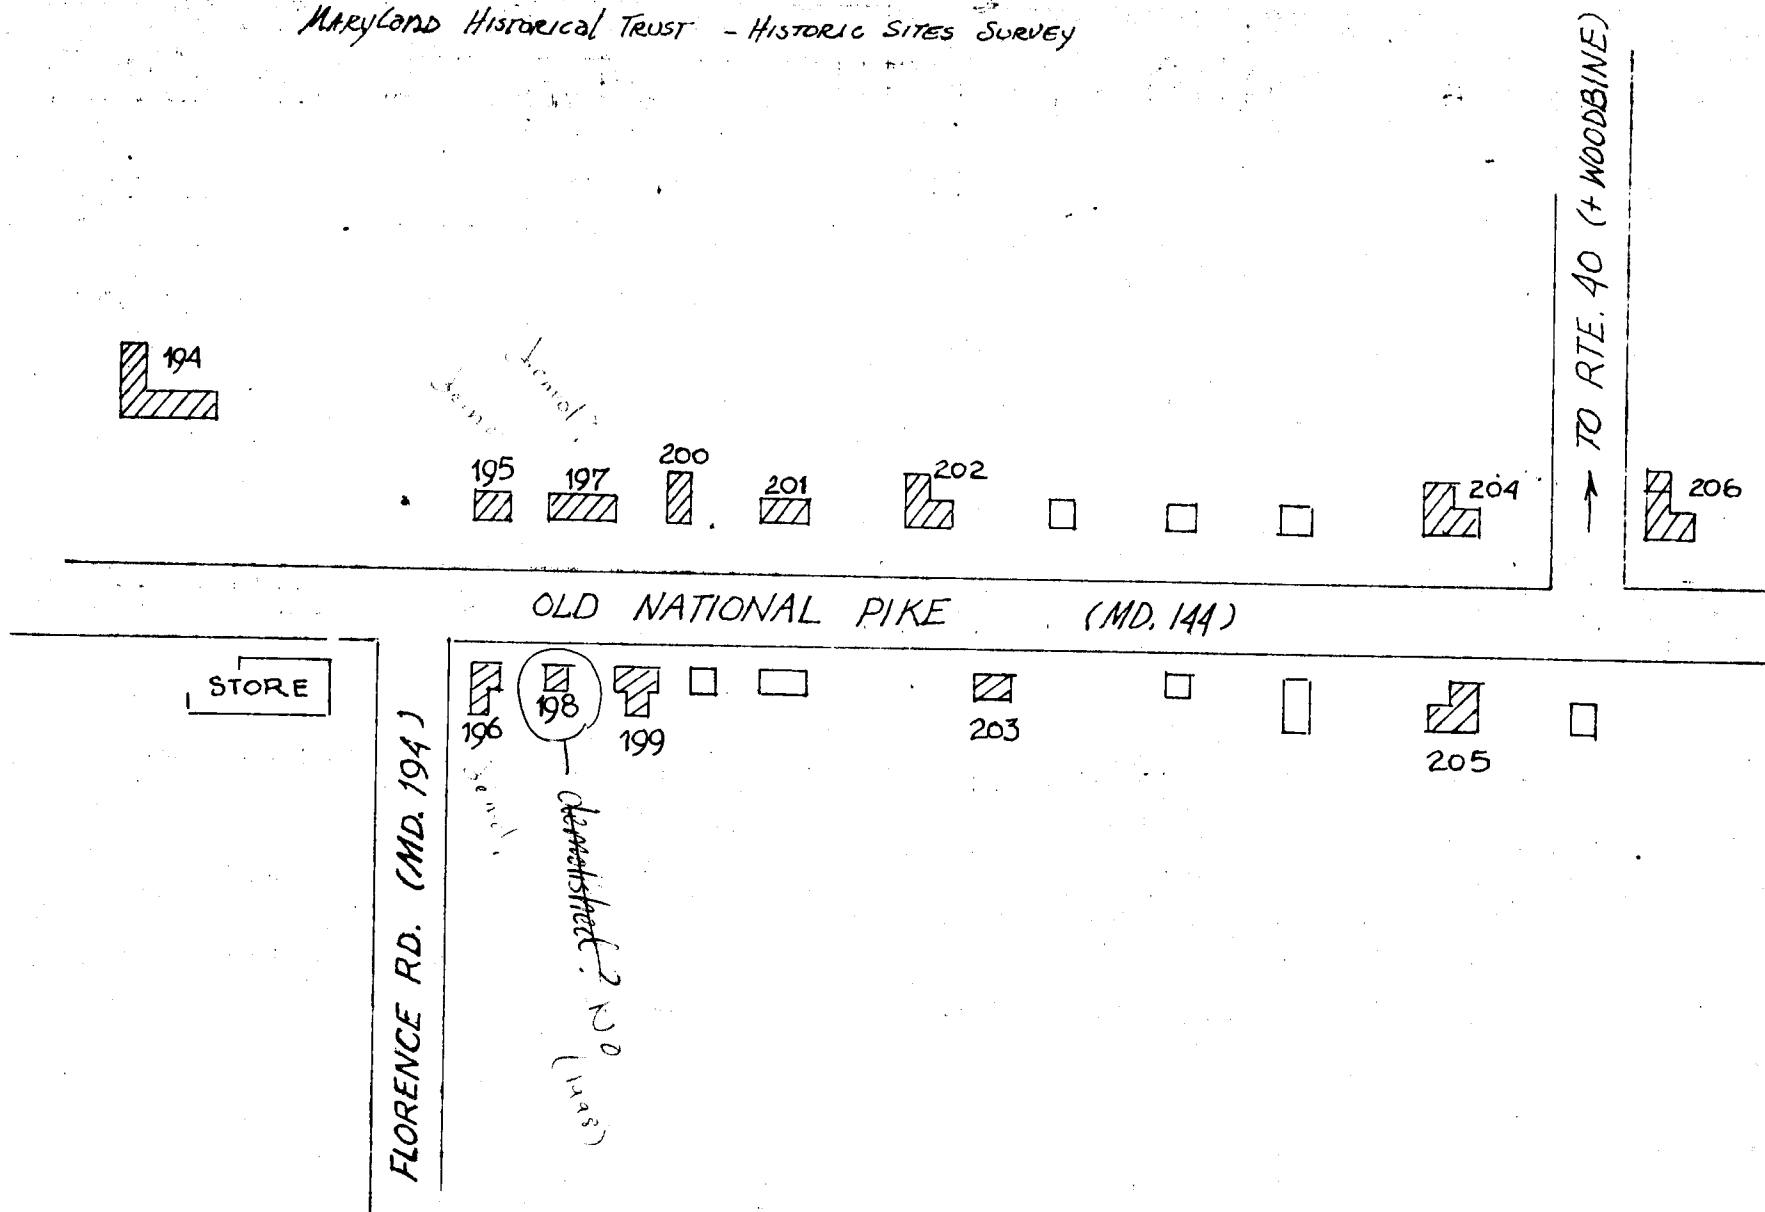 MARYLAND HISTORICAL TRUST - HISTORIC SITES SURVEY
→ TO RTE. 40 (+ WOODBINE)
194
195
197
200
201
202
204
206
OLD NATIONAL PIKE (MD. 144)
STORE
196
198
199
203
205
FLORENCE RD. (MD. 194)
demolished? NO